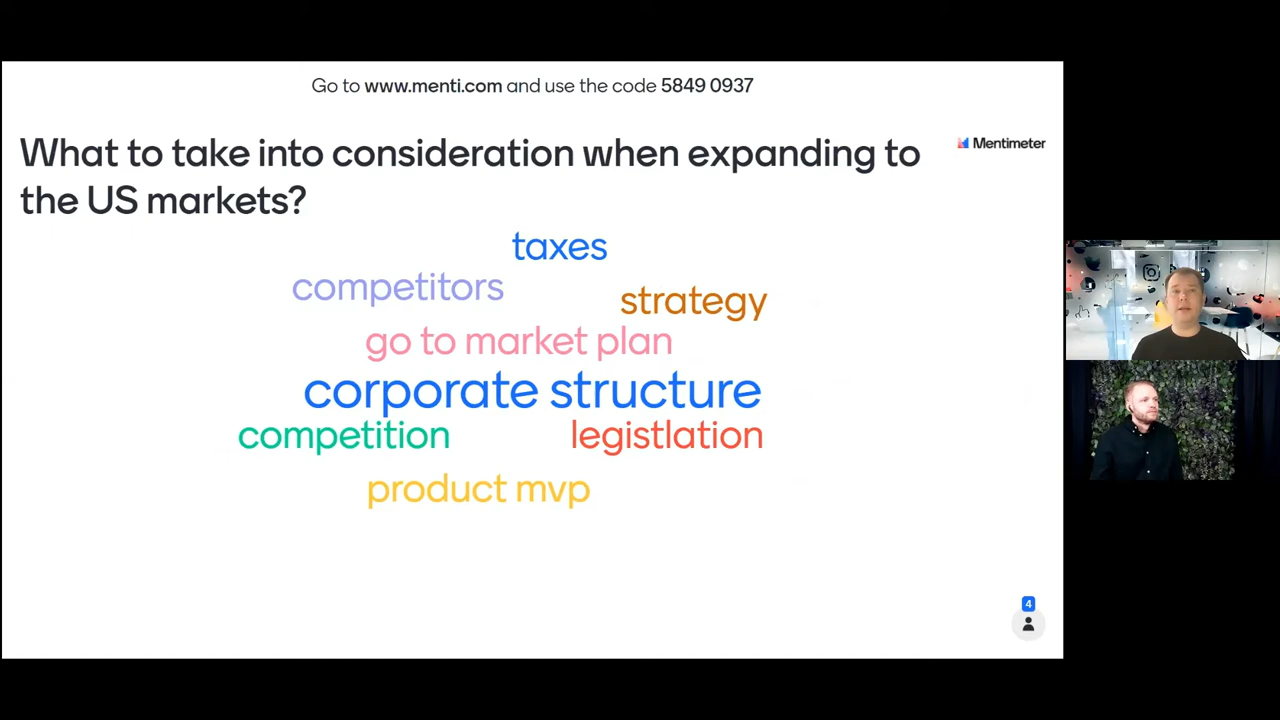 Go to www.menti.com and use the code 5849 0937
What to take into consideration when expanding to
the US markets?
Mentimeter
taxes
competitors
strategy
go to market plan
corporate structure
competition
legistlation
product mvp
4